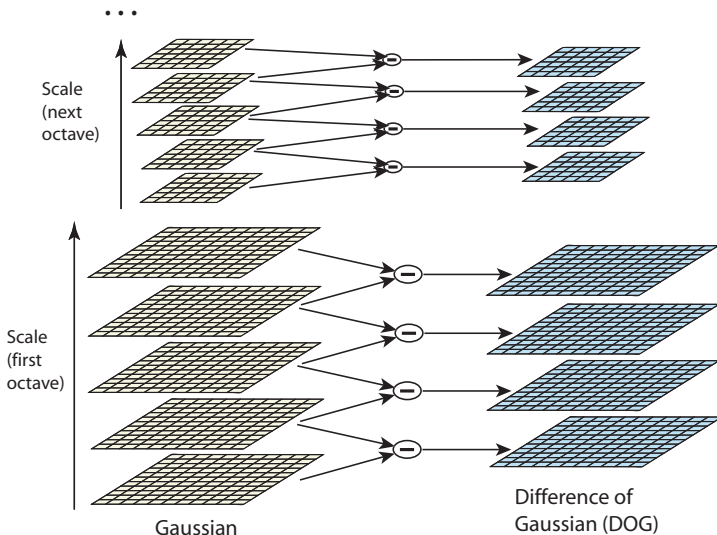 ...
Scale
(next
octave)
Scale
(first
octave)
Gaussian
Difference of
Gaussian (DOG)